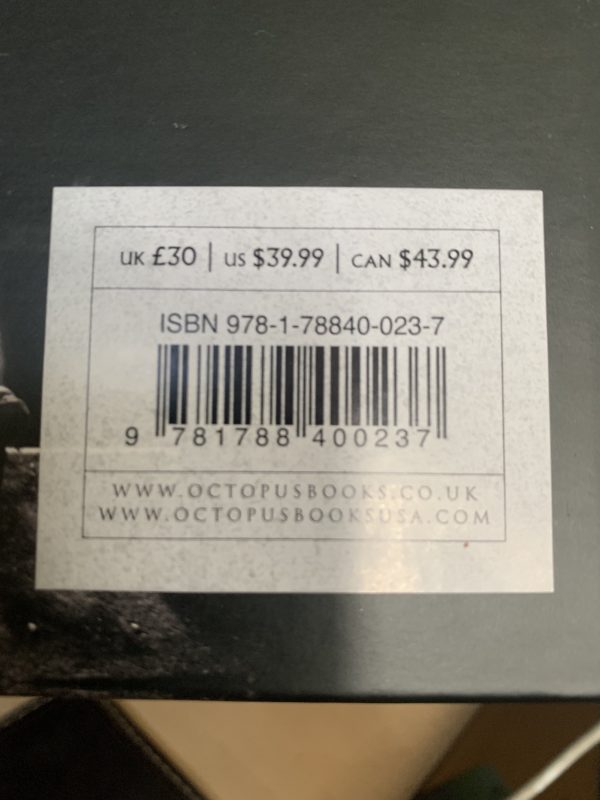 UK £30 | US $39.99 | CAN $43.99
ISBN 978-1-78840-023-7
9 781788 400237
WWW.OCTOPUSBOOKS.CO.UK
WWW.OCTOPUSBOOKSUSA.COM